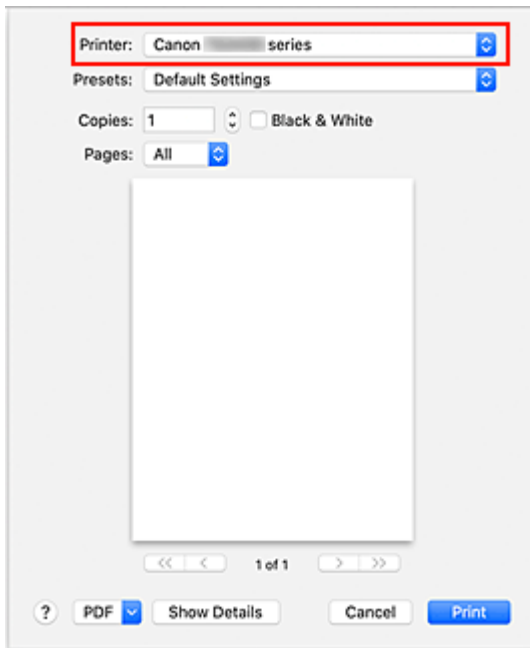 Printer: Canon series
Presets: Default Settings
Copies: 1 Black & White
Pages: All
<< < 1 of 1 > >>
? PDF Show Details Cancel Print